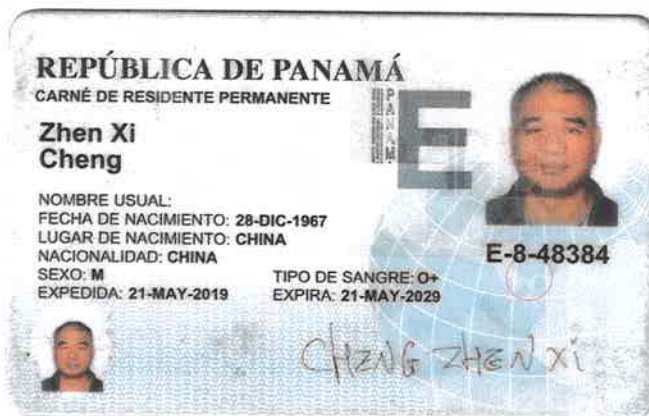 REPÚBLICA DE PANAMÁ
CARNÉ DE RESIDENTE PERMANENTE
PANAMÁ
E
Zhen Xi
Cheng
NOMBRE USUAL:
FECHA DE NACIMIENTO: 28-DIC-1967
LUGAR DE NACIMIENTO: CHINA
NACIONALIDAD: CHINA
SEXO: M TIPO DE SANGRE: O+
EXPEDIDA: 21-MAY-2019 EXPIRA: 21-MAY-2029
E-8-48384
CHENG ZHEN XI